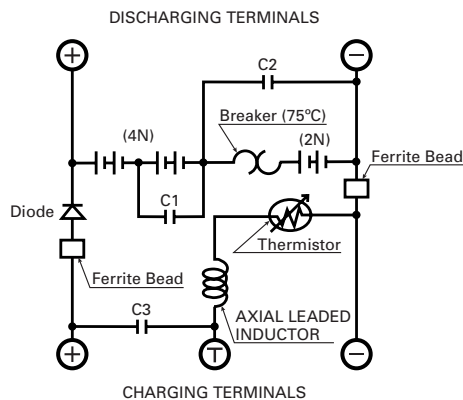 DISCHARGING TERMINALS
+
−
C2
Breaker (75ºC)
(4N)
(2N)
Ferrite Bead
C1
Diode
Thermistor
Ferrite Bead
C3
AXIAL LEADED
INDUCTOR
+
T
−
CHARGING TERMINALS